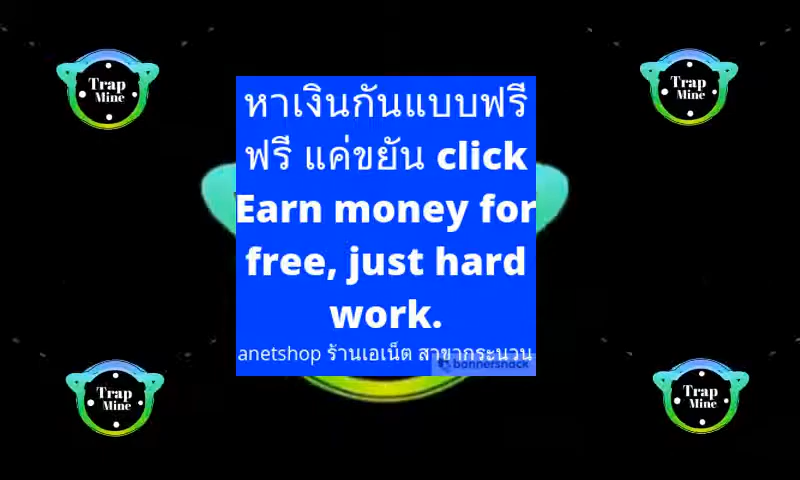 Trap
Mine
Trap
Mine
หาเงินกันแบบฟรี
ฟรี แค่ขยัน click
Earn money for
free, just hard
work.
anetshop ร้านเอเน็ต สาขากระนวน
bannersnack
Trap
Mine
Trap
Mine